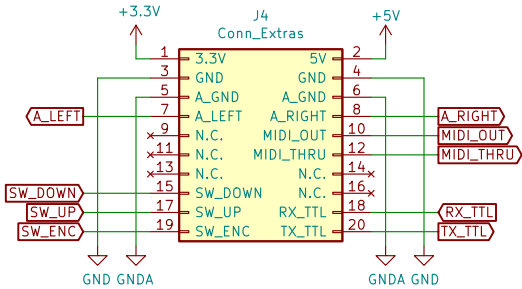 +3.3V J4 +5V
Conn_Extras
1 3.3V 5V 2
3 GND GND 4
5 A_GND A_GND 6
A_LEFT 7 A_LEFT A_RIGHT 8 A_RIGHT
9 N.C. MIDI_OUT 10 MIDI_OUT
11 N.C. MIDI_THRU 12 MIDI_THRU
13 N.C. N.C. 14
SW_DOWN 15 SW_DOWN N.C. 16
SW_UP 17 SW_UP RX_TTL 18 RX_TTL
SW_ENC 19 SW_ENC TX_TTL 20 TX_TTL
GND GNDA GNDA GND